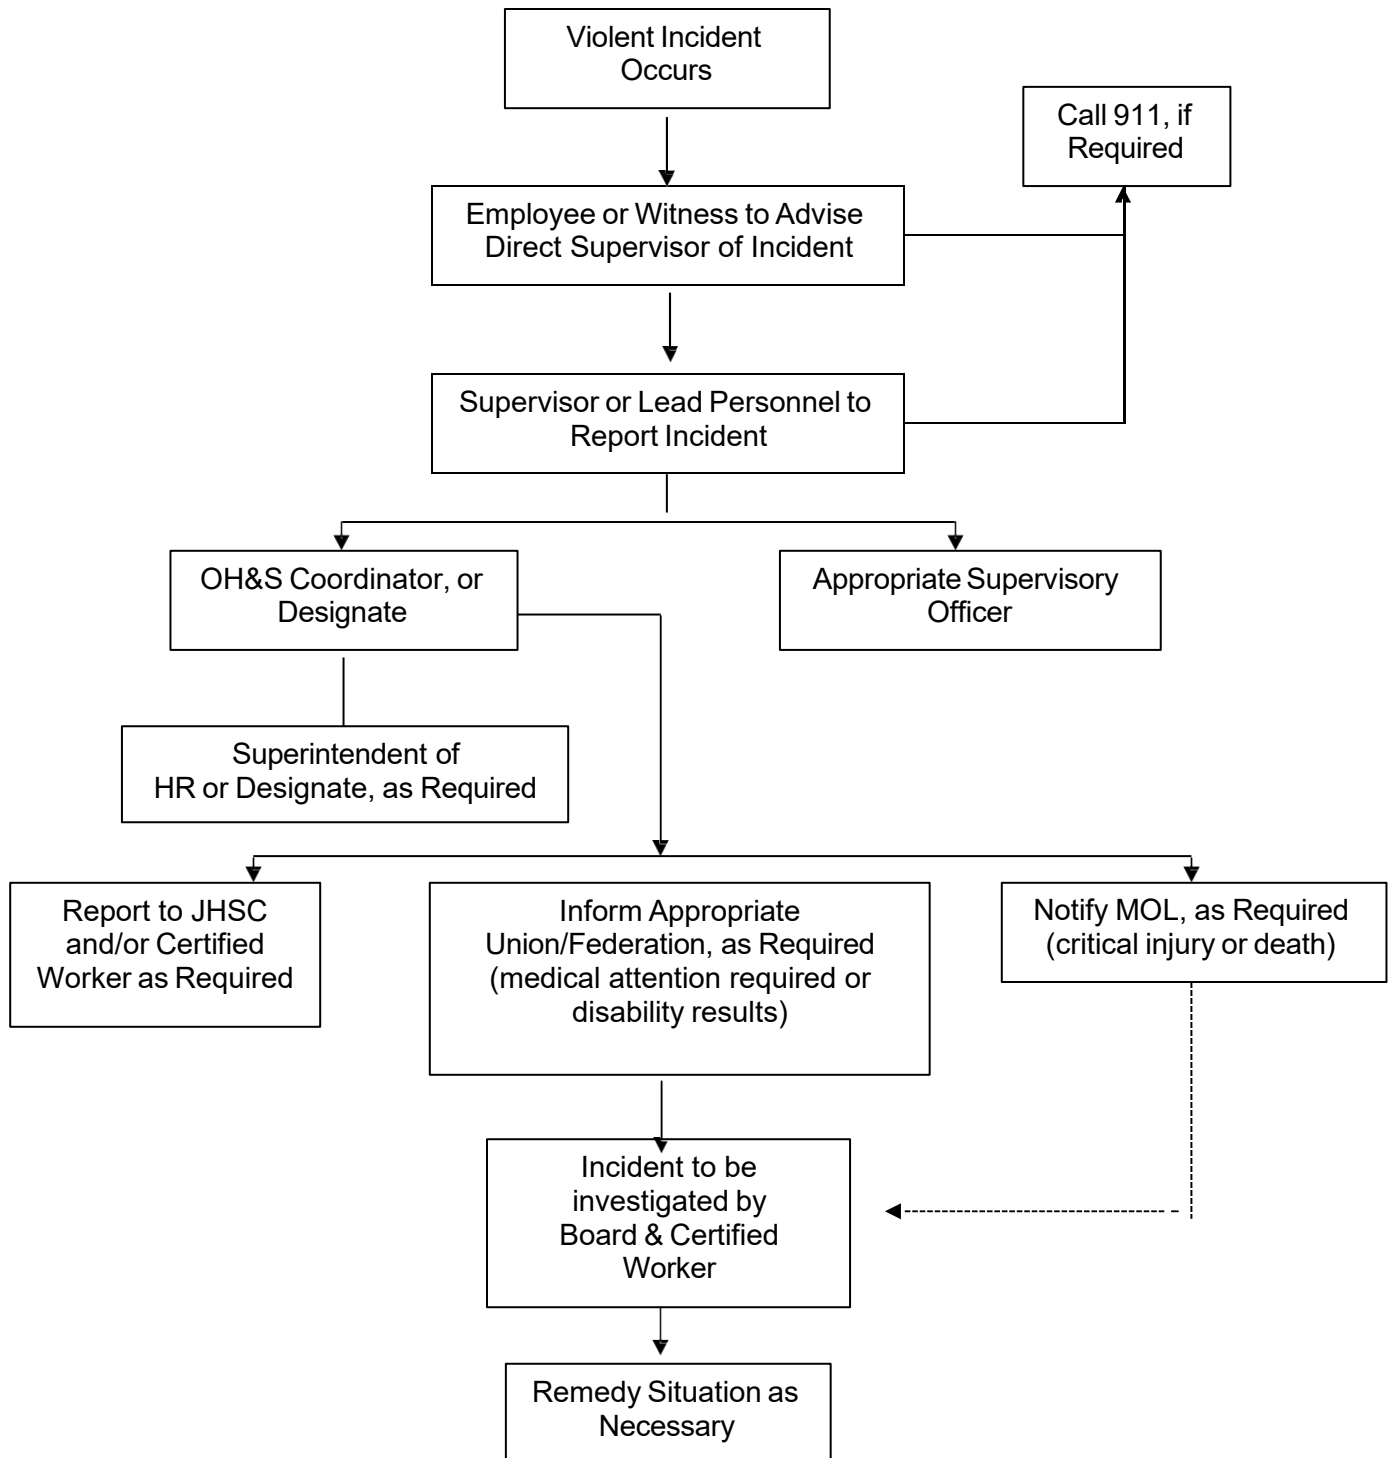 Violent Incident
Occurs
Call 911, if
Required
Employee or Witness to Advise
Direct Supervisor of Incident
Supervisor or Lead Personnel to
Report Incident
OH&S Coordinator, or
Designate
Appropriate Supervisory
Officer
Superintendent of
HR or Designate, as Required
Report to JHSC
and/or Certified
Worker as Required
Inform Appropriate
Union/Federation, as Required
(medical attention required or
disability results)
Notify MOL, as Required
(critical injury or death)
Incident to be
investigated by
Board & Certified
Worker
Remedy Situation as
Necessary